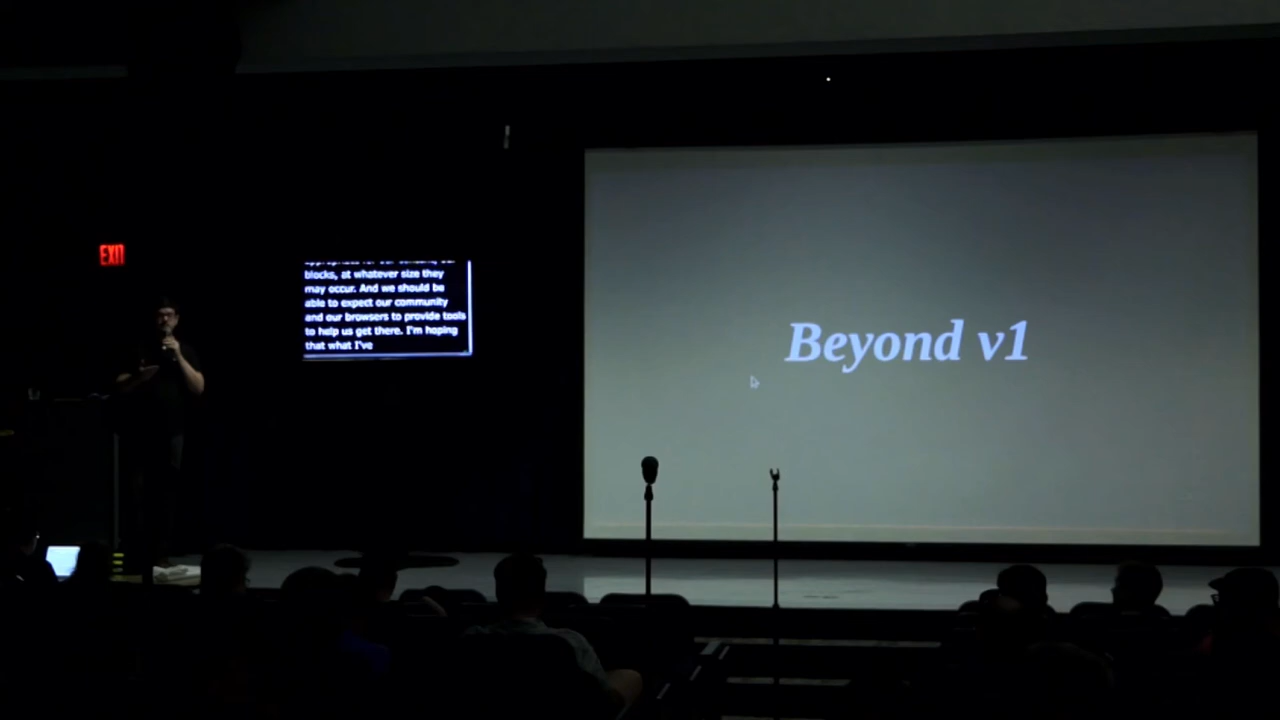 EXIT
blocks, at whatever size they
may occur. And we should be
able to expect our community
and our browsers to provide tools
to help us get there. I'm hoping
that what I've
Beyond v1